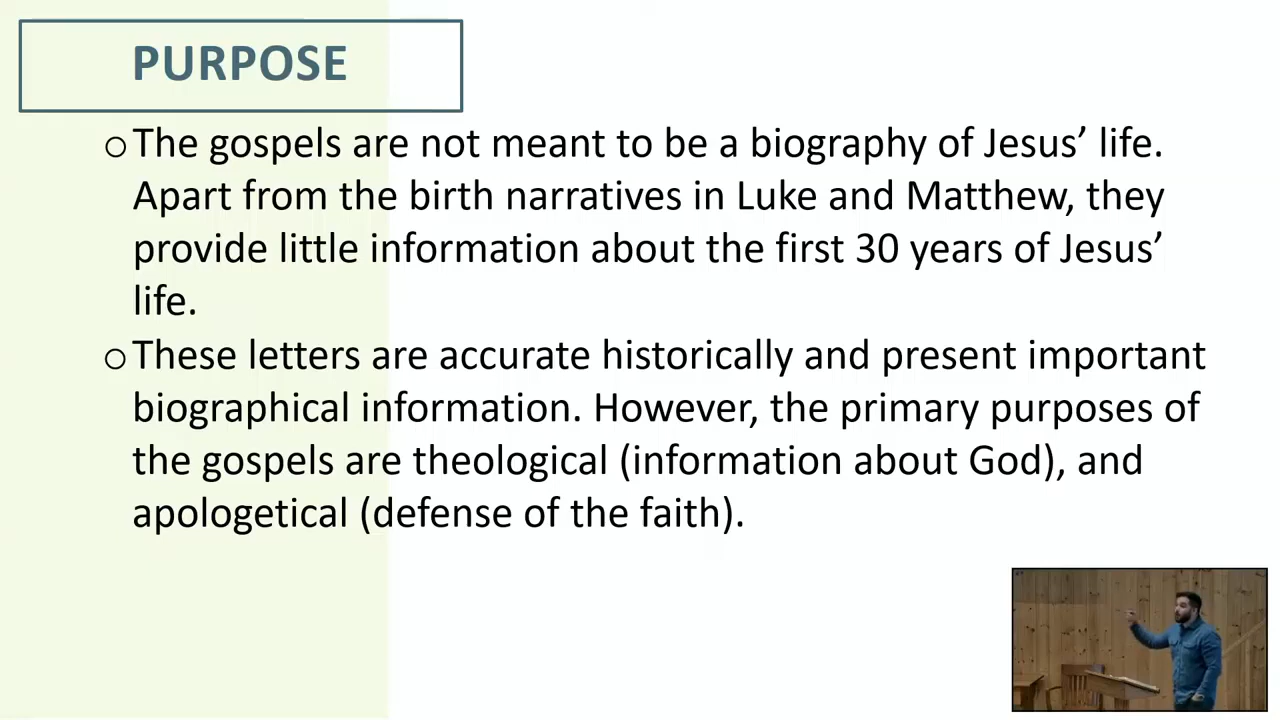 PURPOSE
○The gospels are not meant to be a biography of Jesus’ life.
Apart from the birth narratives in Luke and Matthew, they
provide little information about the first 30 years of Jesus’
life.
○These letters are accurate historically and present important
biographical information. However, the primary purposes of
the gospels are theological (information about God), and
apologetical (defense of the faith).